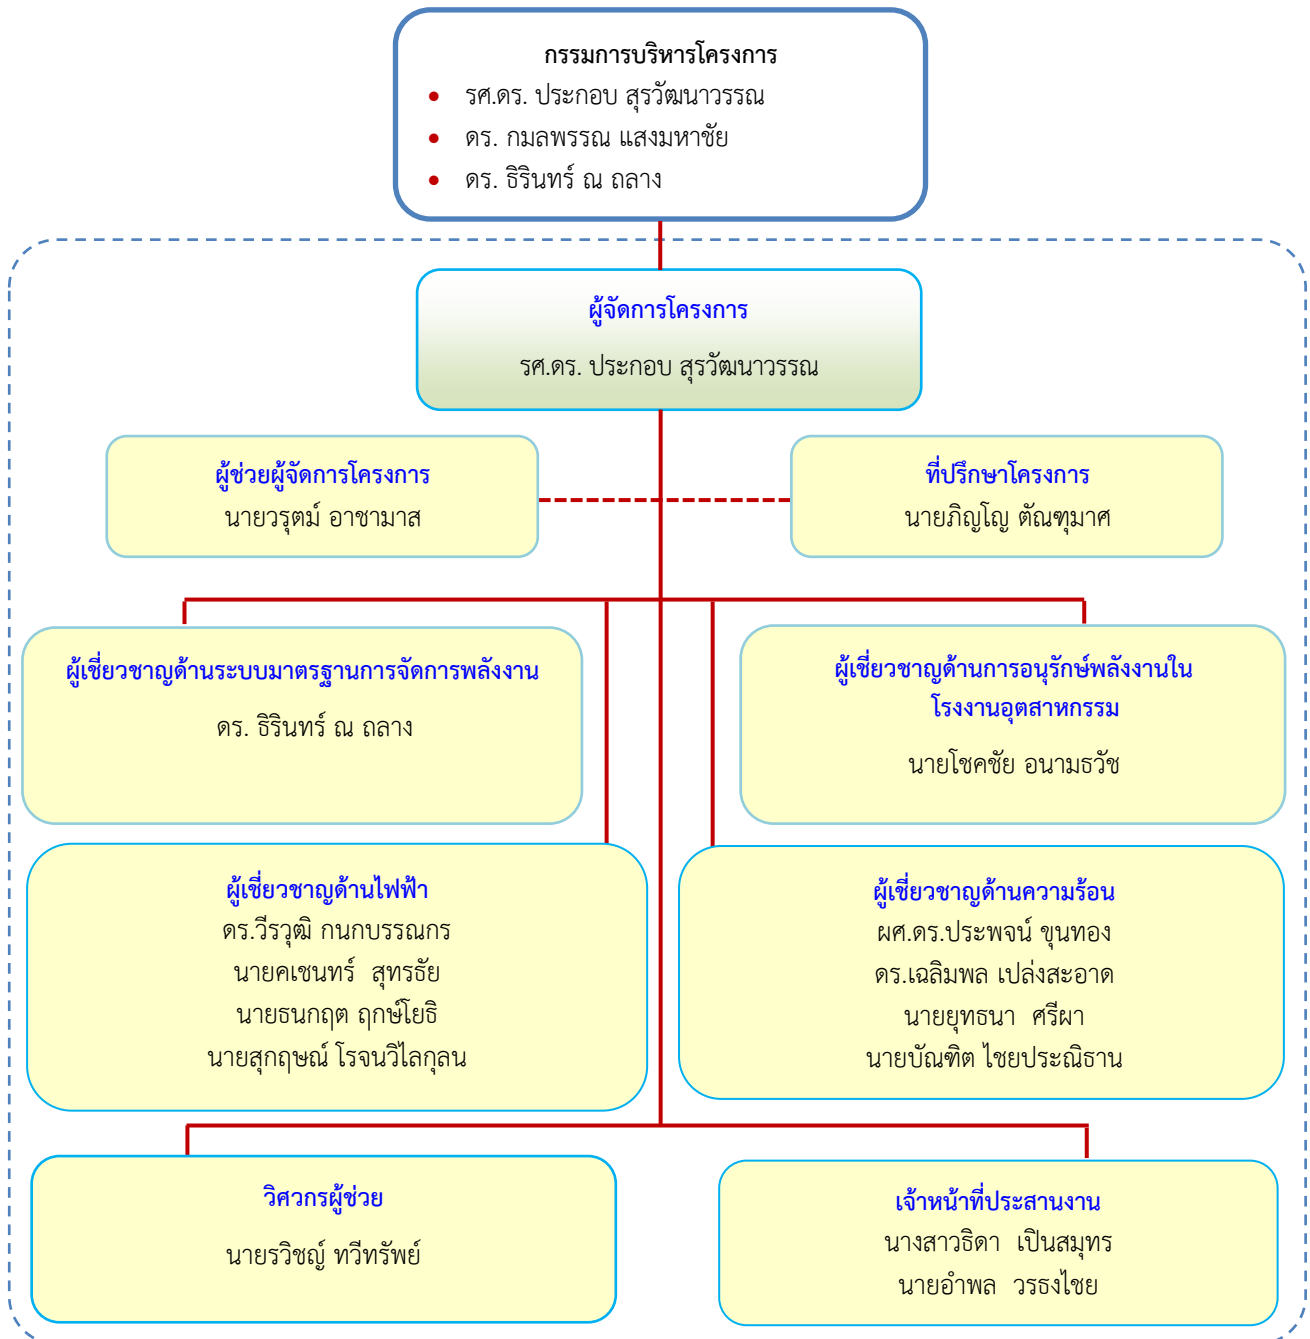 กรรมการบริหารโครงการ
• รศ.ดร. ประกอบ สุรวัฒนาวรรณ
• ดร. กมลพรรณ แสงมหาชัย
• ดร. ธิรินทร์ ณ ถลาง
ผู้จัดการโครงการ
รศ.ดร. ประกอบ สุรวัฒนาวรรณ
ผู้ช่วยผู้จัดการโครงการ
นายวรุตม์ อาชามาส
ที่ปรึกษาโครงการ
นายภิญโญ ตัณฑุมาศ
ผู้เชี่ยวชาญด้านระบบมาตรฐานการจัดการพลังงาน
ดร. ธิรินทร์ ณ ถลาง
ผู้เชี่ยวชาญด้านการอนุรักษ์พลังงานใน
โรงงานอุตสาหกรรม
นายโชคชัย อนามธวัช
ผู้เชี่ยวชาญด้านไฟฟ้า
ดร.วีรวุฒิ กนกบรรณกร
นายคเชนทร์ สุทรธัย
นายธนกฤต ฤกษ์โยธิ
นายสุกฤษณ์ โรจนวิไลกุลน
ผู้เชี่ยวชาญด้านความร้อน
ผศ.ดร.ประพจน์ ขุนทอง
ดร.เฉลิมพล เปล่งสะอาด
นายยุทธนา ศรีผา
นายบัณฑิต ไชยประณิธาน
วิศวกรผู้ช่วย
นายรวิชญ์ ทวีทรัพย์
เจ้าหน้าที่ประสานงาน
นางสาวธิดา เปินสมุทร
นายอำพล วรธงไชย